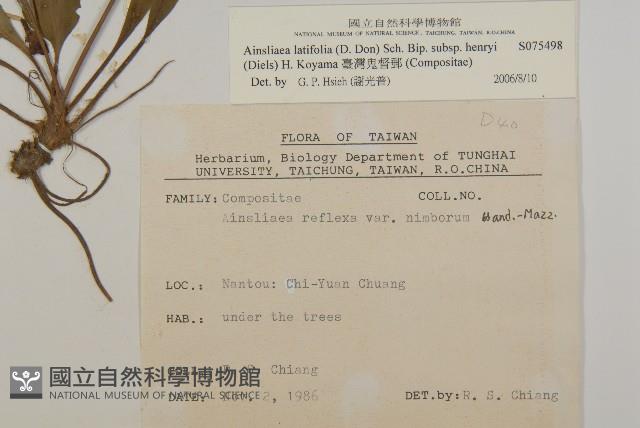 國立自然科學博物館
NATIONAL MUSEUM OF NATURAL SCIENCE, TAICHUNG, TAIWAN, R.O.CHINA
Ainsliaea latifolia (D. Don) Sch. Bip. subsp. henryi S075498
(Diels) H. Koyama 臺灣鬼督郵 (Compositae)
Det. by G. P. Hsieh (謝光普) 2006/8/10
D40
FLORA OF TAIWAN
Herbarium, Biology Department of TUNGHAI
UNIVERSITY, TAICHUNG, TAIWAN, R.O.CHINA
FAMILY: Compositae COLL.NO.
Ainsliaea reflexa var. nimborum Hand.-Mazz.
LOC.: Nantou: Chi-Yuan Chuang
HAB.: under the trees
Chiang
國立自然科學博物館
NATIONAL MUSEUM OF NATURAL SCIENCE
DATE: 2, 1986 DET.by: R. S. Chiang